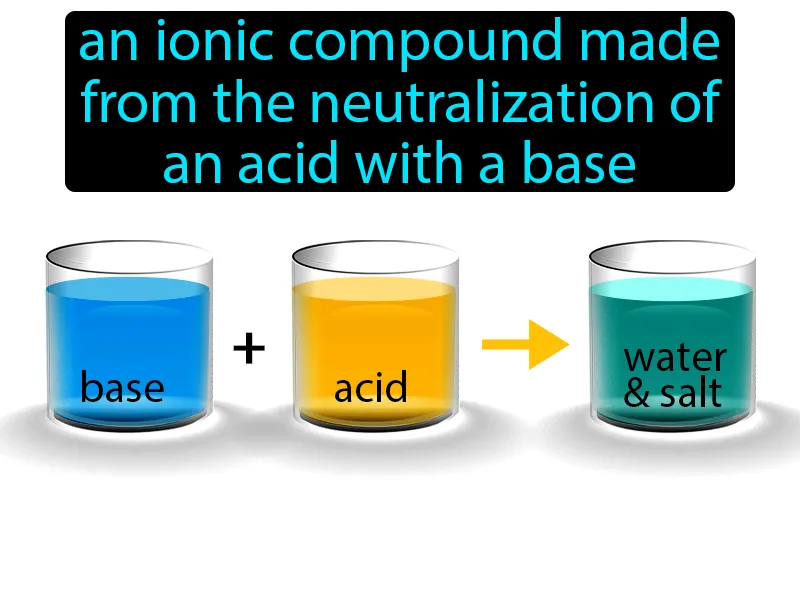 an ionic compound made
from the neutralization of
an acid with a base
base
+
acid
water
& salt